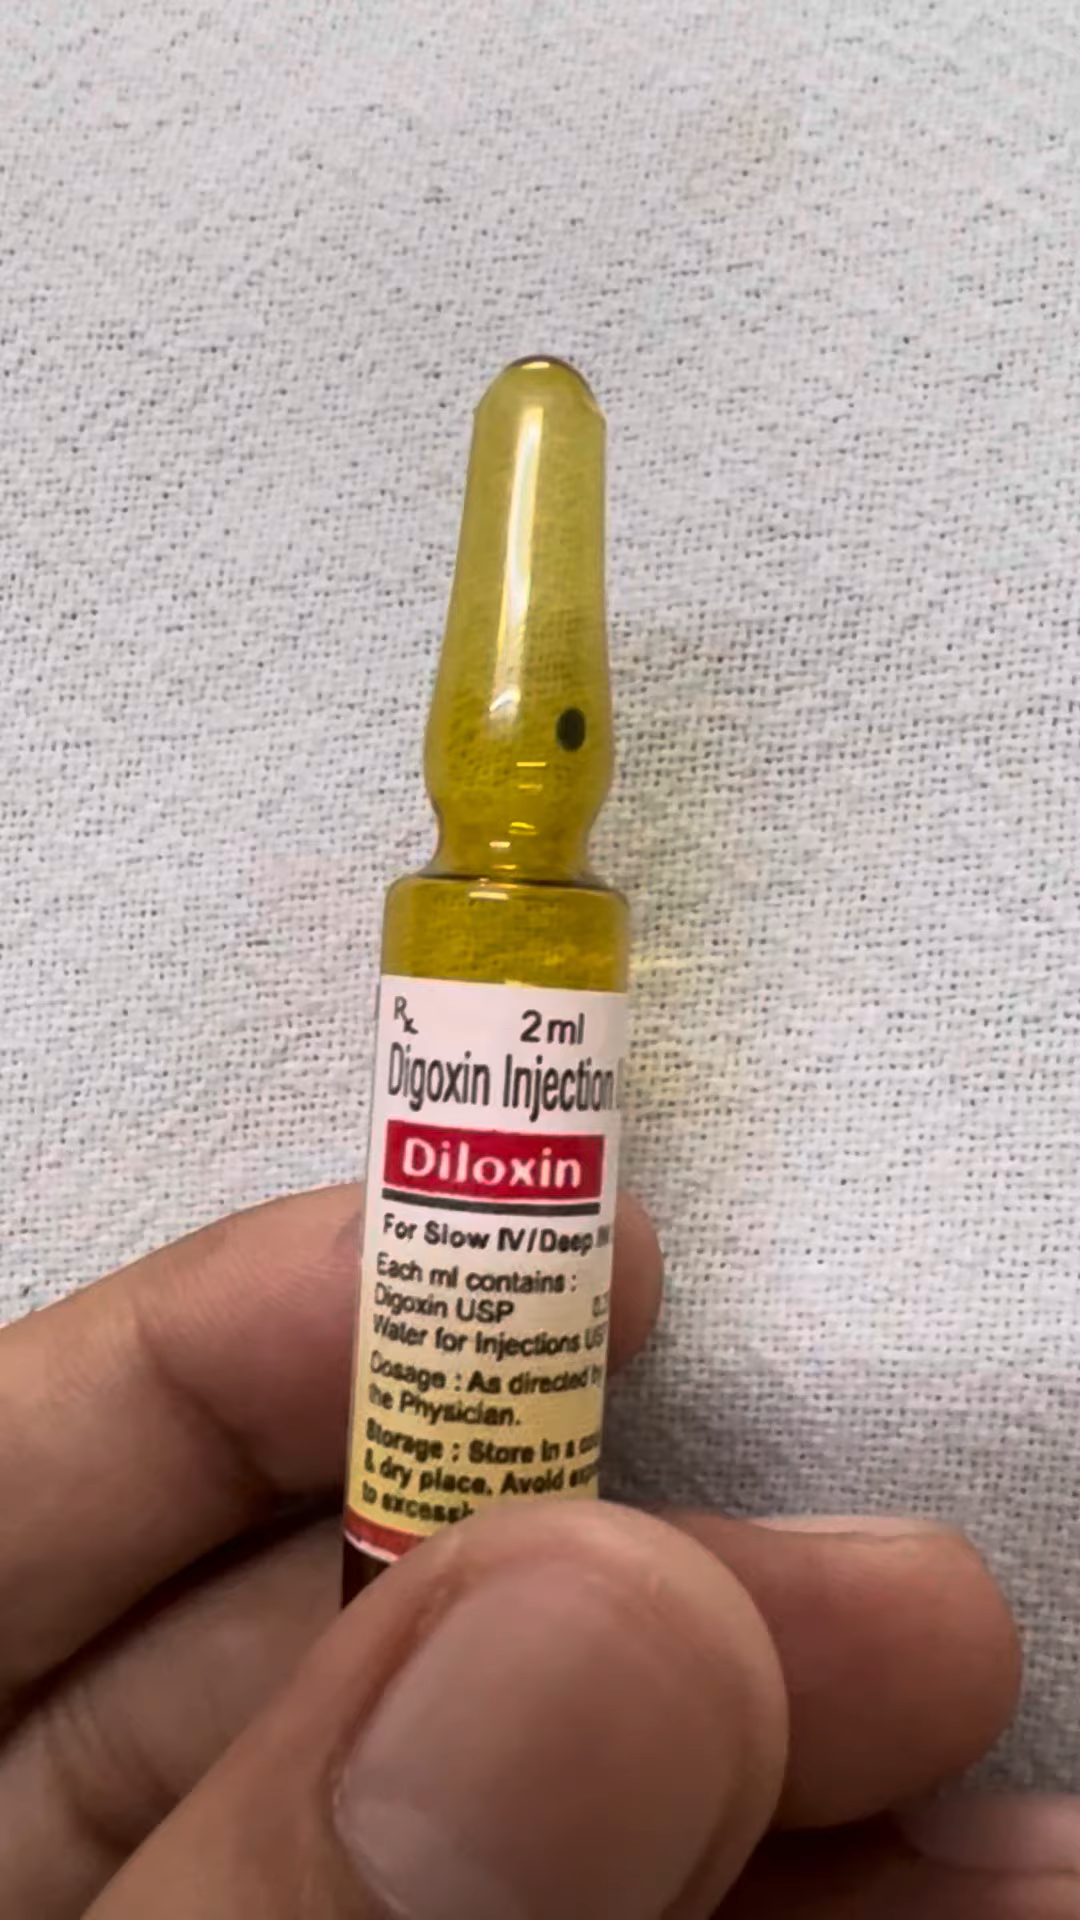 Rx 2ml
Digoxin Injection
Diloxin
For Slow IV/Deep
Each ml contains :
Digoxin USP
Water for Injections
Dosage : As directed
the Physician.
Storage : Store in a
& dry place. Avoid
to